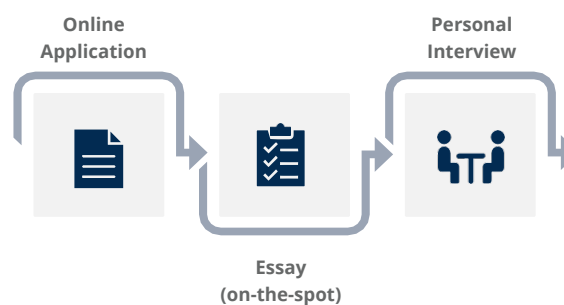 Online
Application
Essay
(on-the-spot)
Personal
Interview